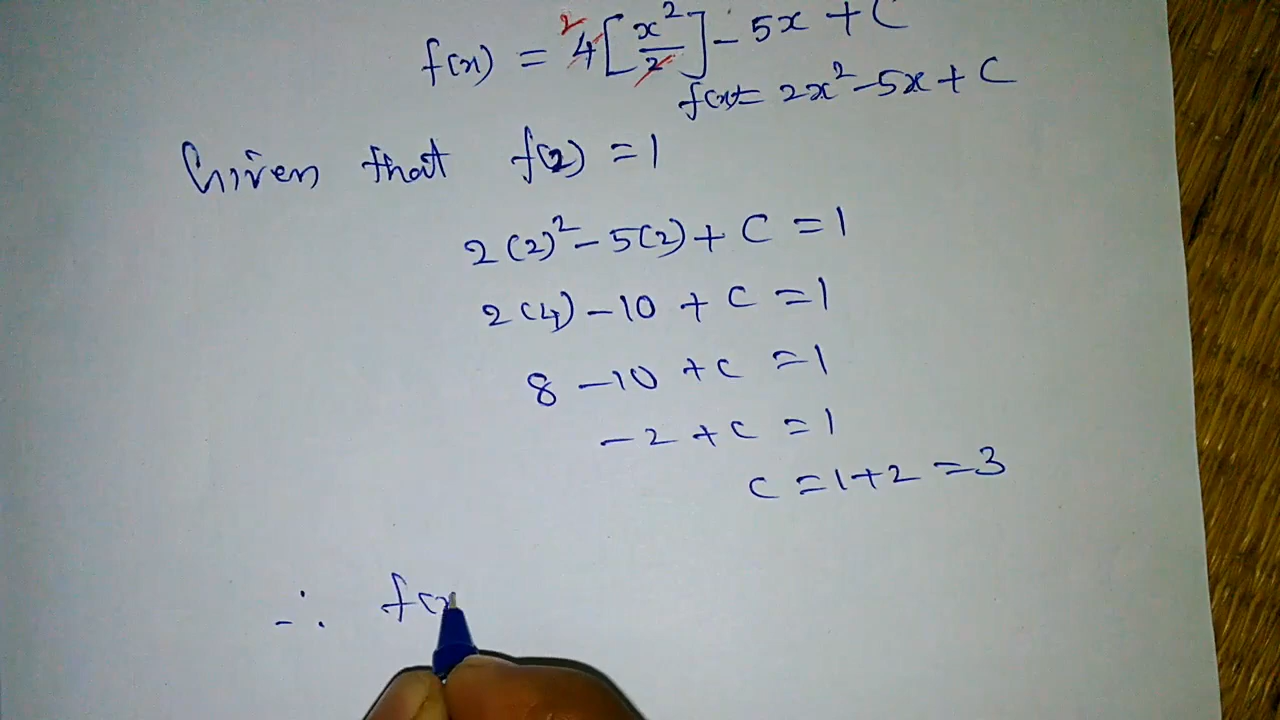 f(x) = 4[x²/2] - 5x + C
2
f(x) = 2x² - 5x + C
Given that f(2) = 1
2(2)² - 5(2) + C = 1
2(4) - 10 + C = 1
8 - 10 + C = 1
- 2 + C = 1
C = 1 + 2 = 3
∴ f(x